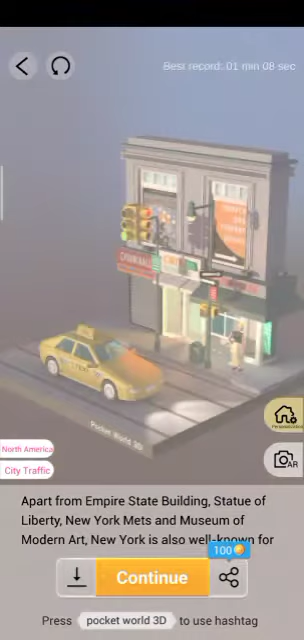 Best record: 01 min 08 sec
Pocket World 3D
North America
City Traffic
AR
Apart from Empire State Building, Statue of
Liberty, New York Mets and Museum of
Modern Art, New York is also well-known for
100
Continue
Press pocket world 3D to use hashtag